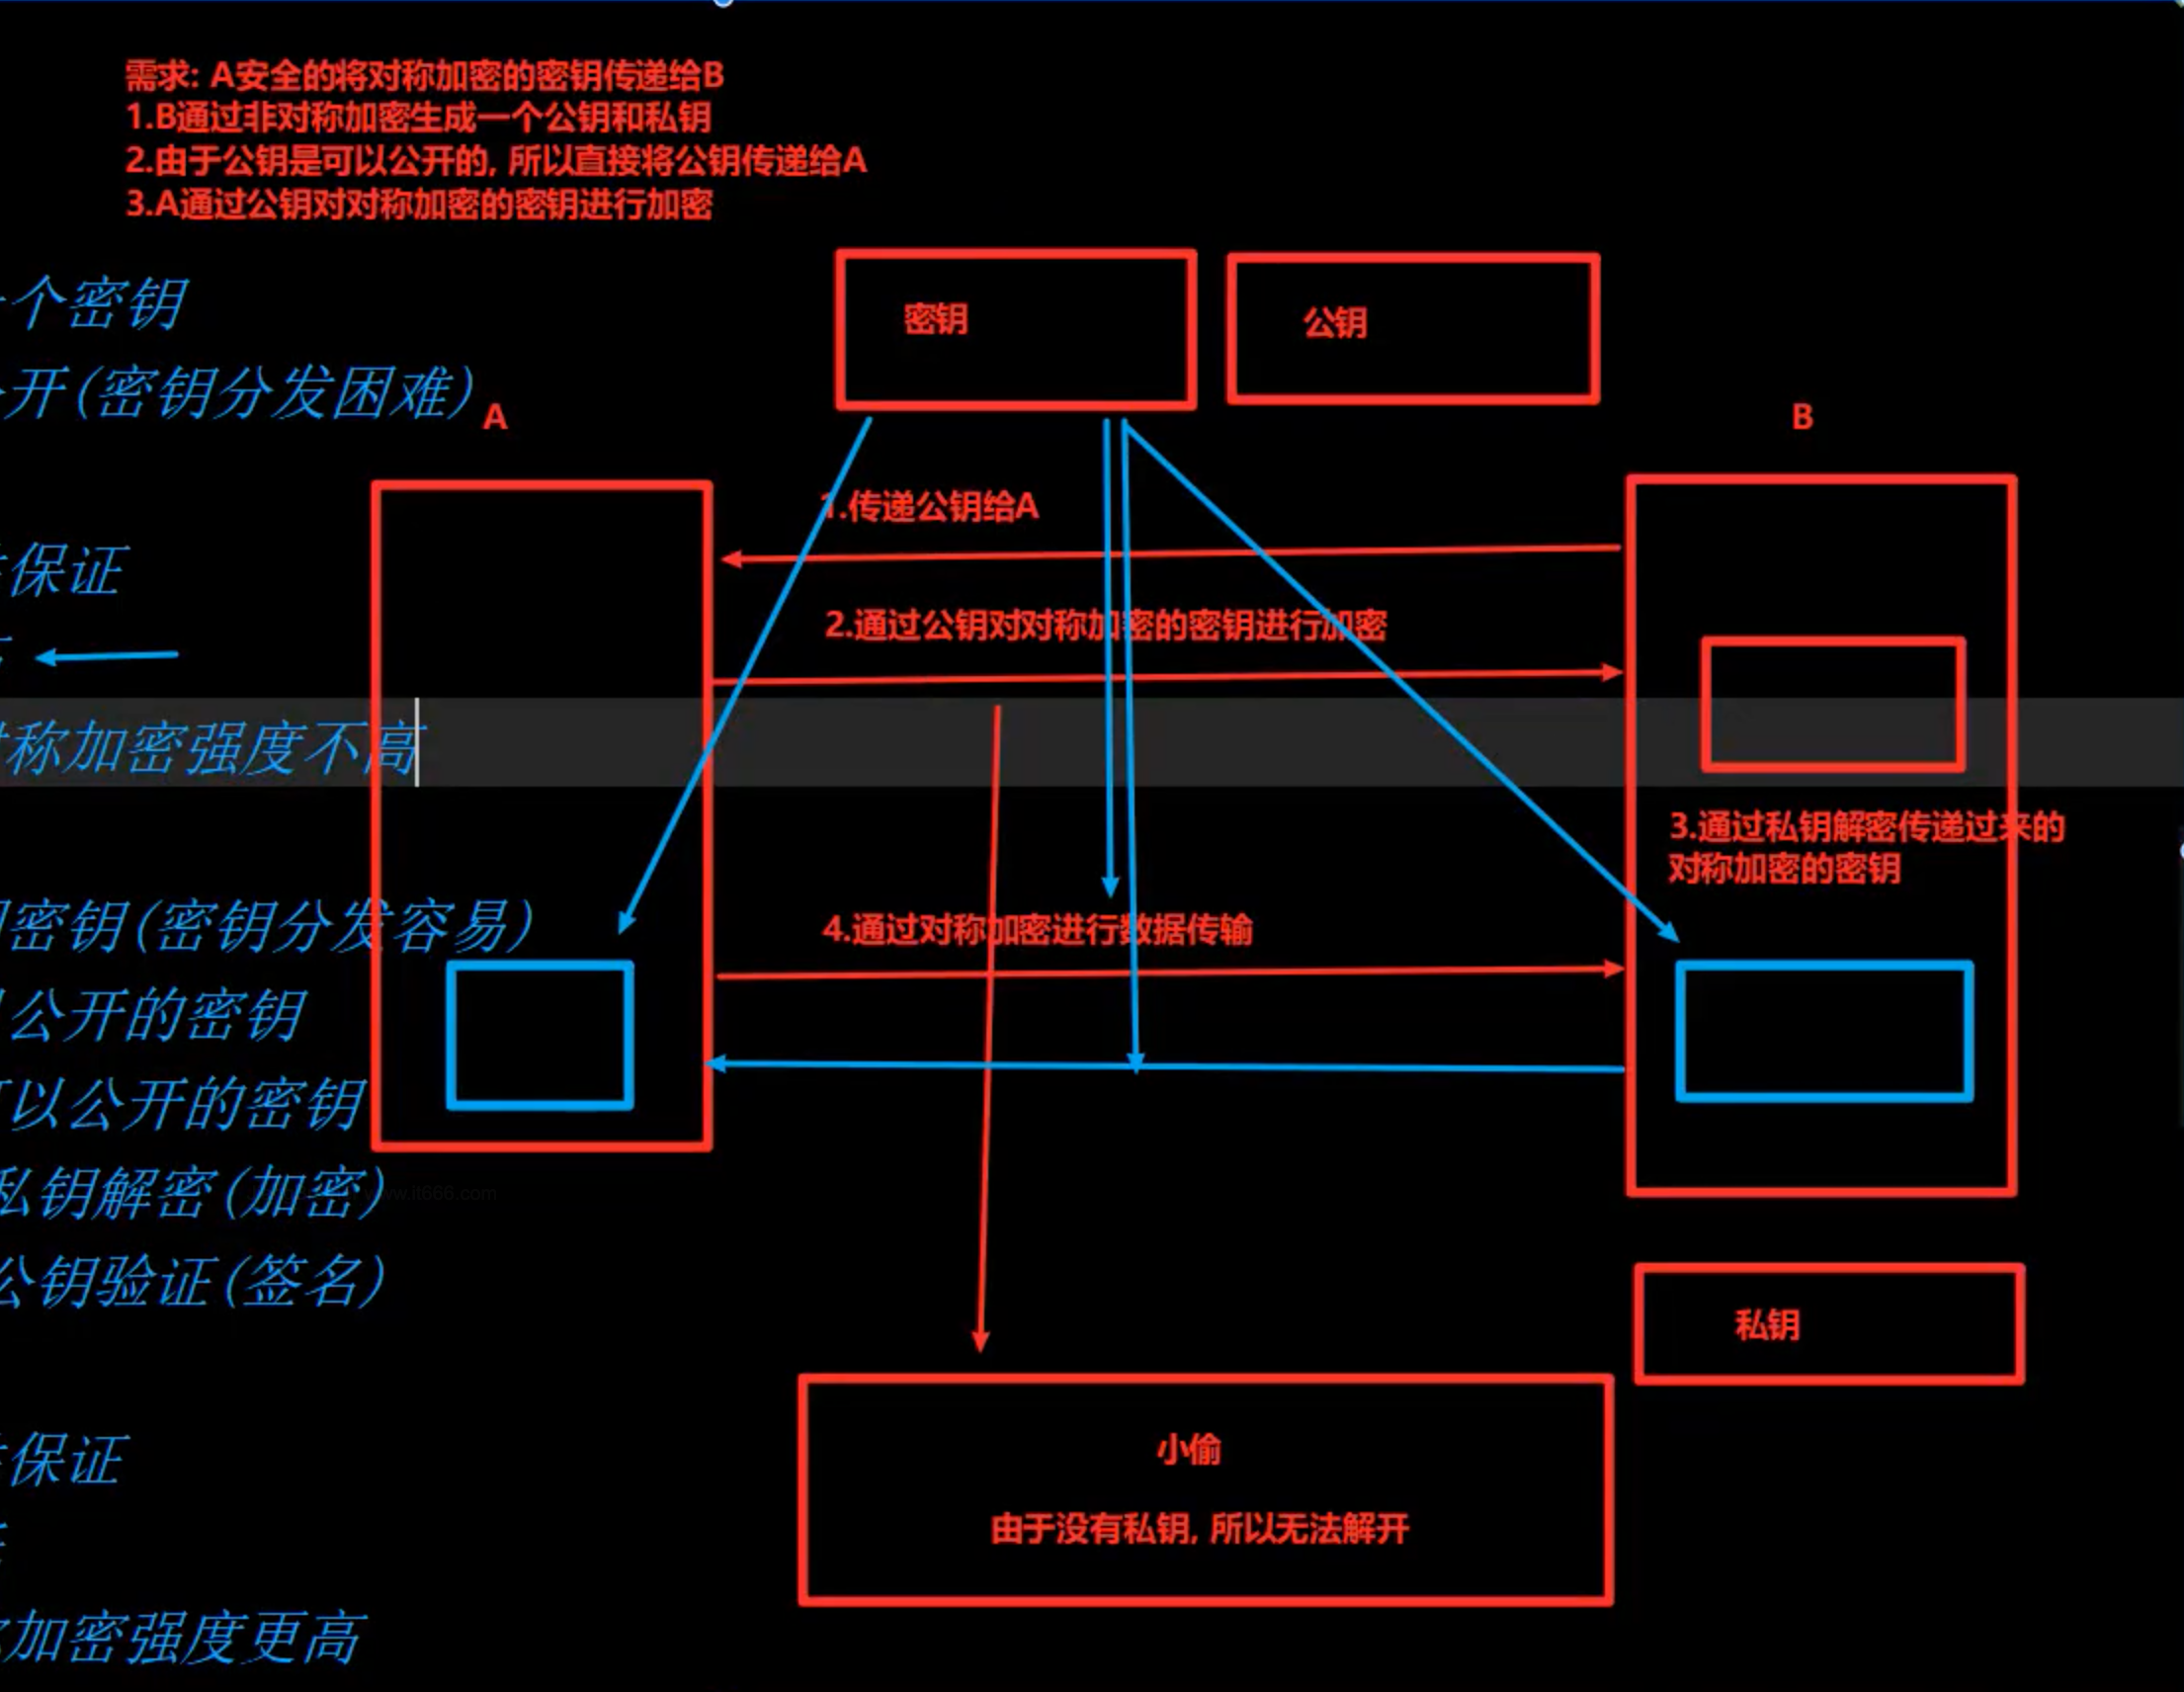 需求: A安全的将对称加密的密钥传递给B
1.B通过非对称加密生成一个公钥和私钥
2.由于公钥是可以公开的, 所以直接将公钥传递给A
3.A通过公钥对对称加密的密钥进行加密
个密钥
密钥
公钥
开(密钥分发困难)
A
B
1.传递公钥给A
保证
2.通过公钥对对称加密的密钥进行加密
称加密强度不高
3.通过私钥解密传递过来的
对称加密的密钥
密钥(密钥分发容易)
4.通过对称加密进行数据传输
公开的密钥
以公开的密钥
私钥解密(加密)
www.it666.com
公钥验证(签名)
私钥
保证
小偷
由于没有私钥, 所以无法解开
加密强度更高